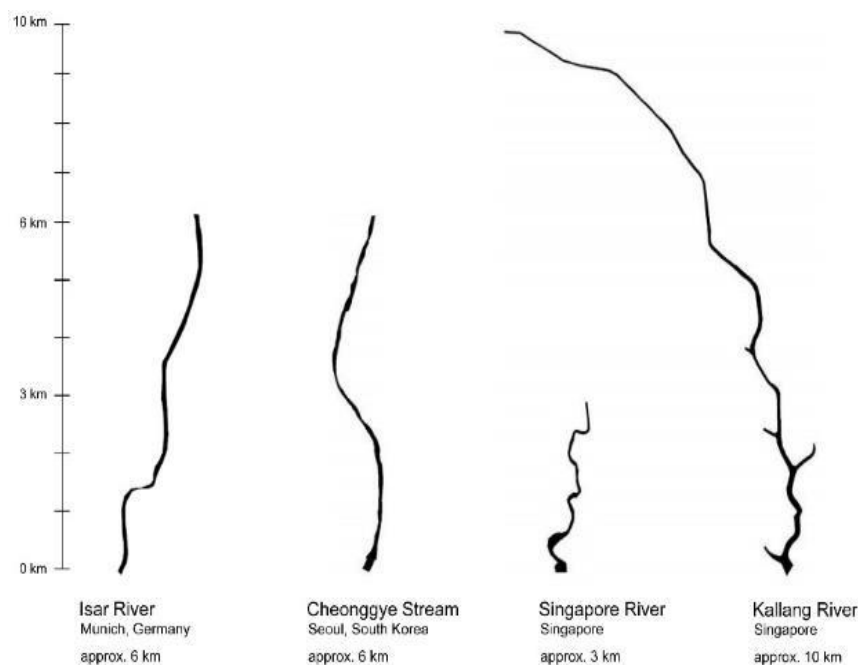 10 km
6 km
3 km
0 km
Isar River
Munich, Germany
approx. 6 km
Cheonggye Stream
Seoul, South Korea
approx. 6 km
Singapore River
Singapore
approx. 3 km
Kallang River
Singapore
approx. 10 km